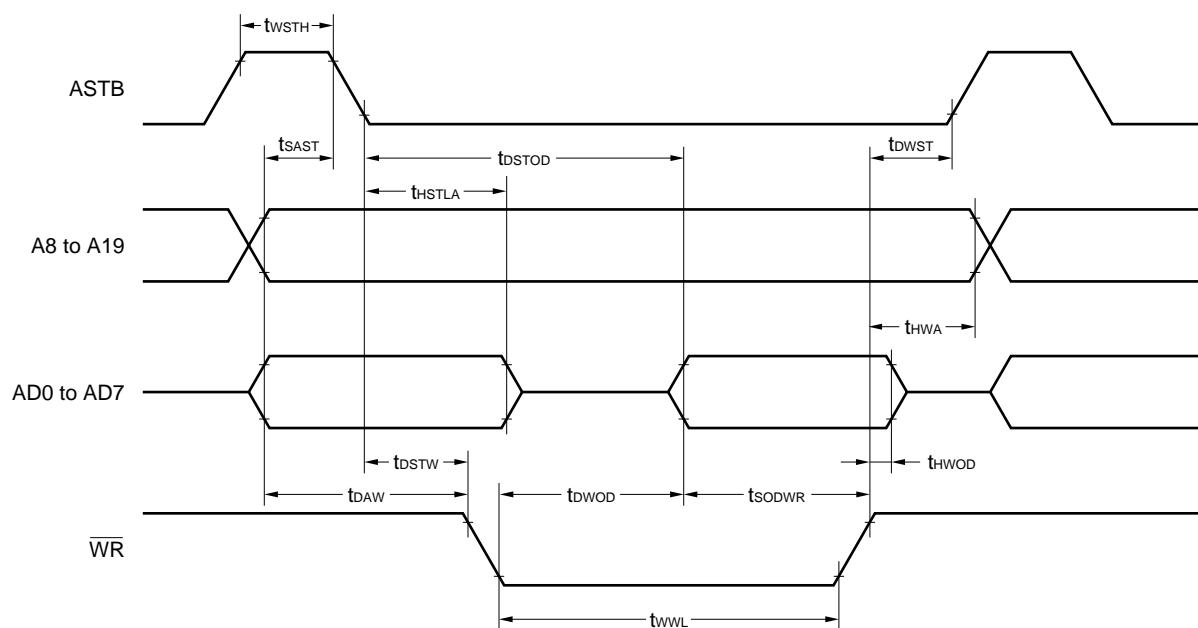 tWSTH
ASTB
tSAST
tDSTOD
tDWST
tHSTLA
A8 to A19
tHWA
AD0 to AD7
tDSTW
tHWOD
tDAW
tDWOD
tSODWR
WR
tWWL